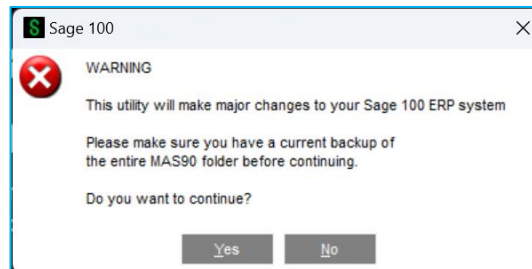 S Sage 100
WARNING
This utility will make major changes to your Sage 100 ERP system
Please make sure you have a current backup of
the entire MAS90 folder before continuing.
Do you want to continue?
Yes No